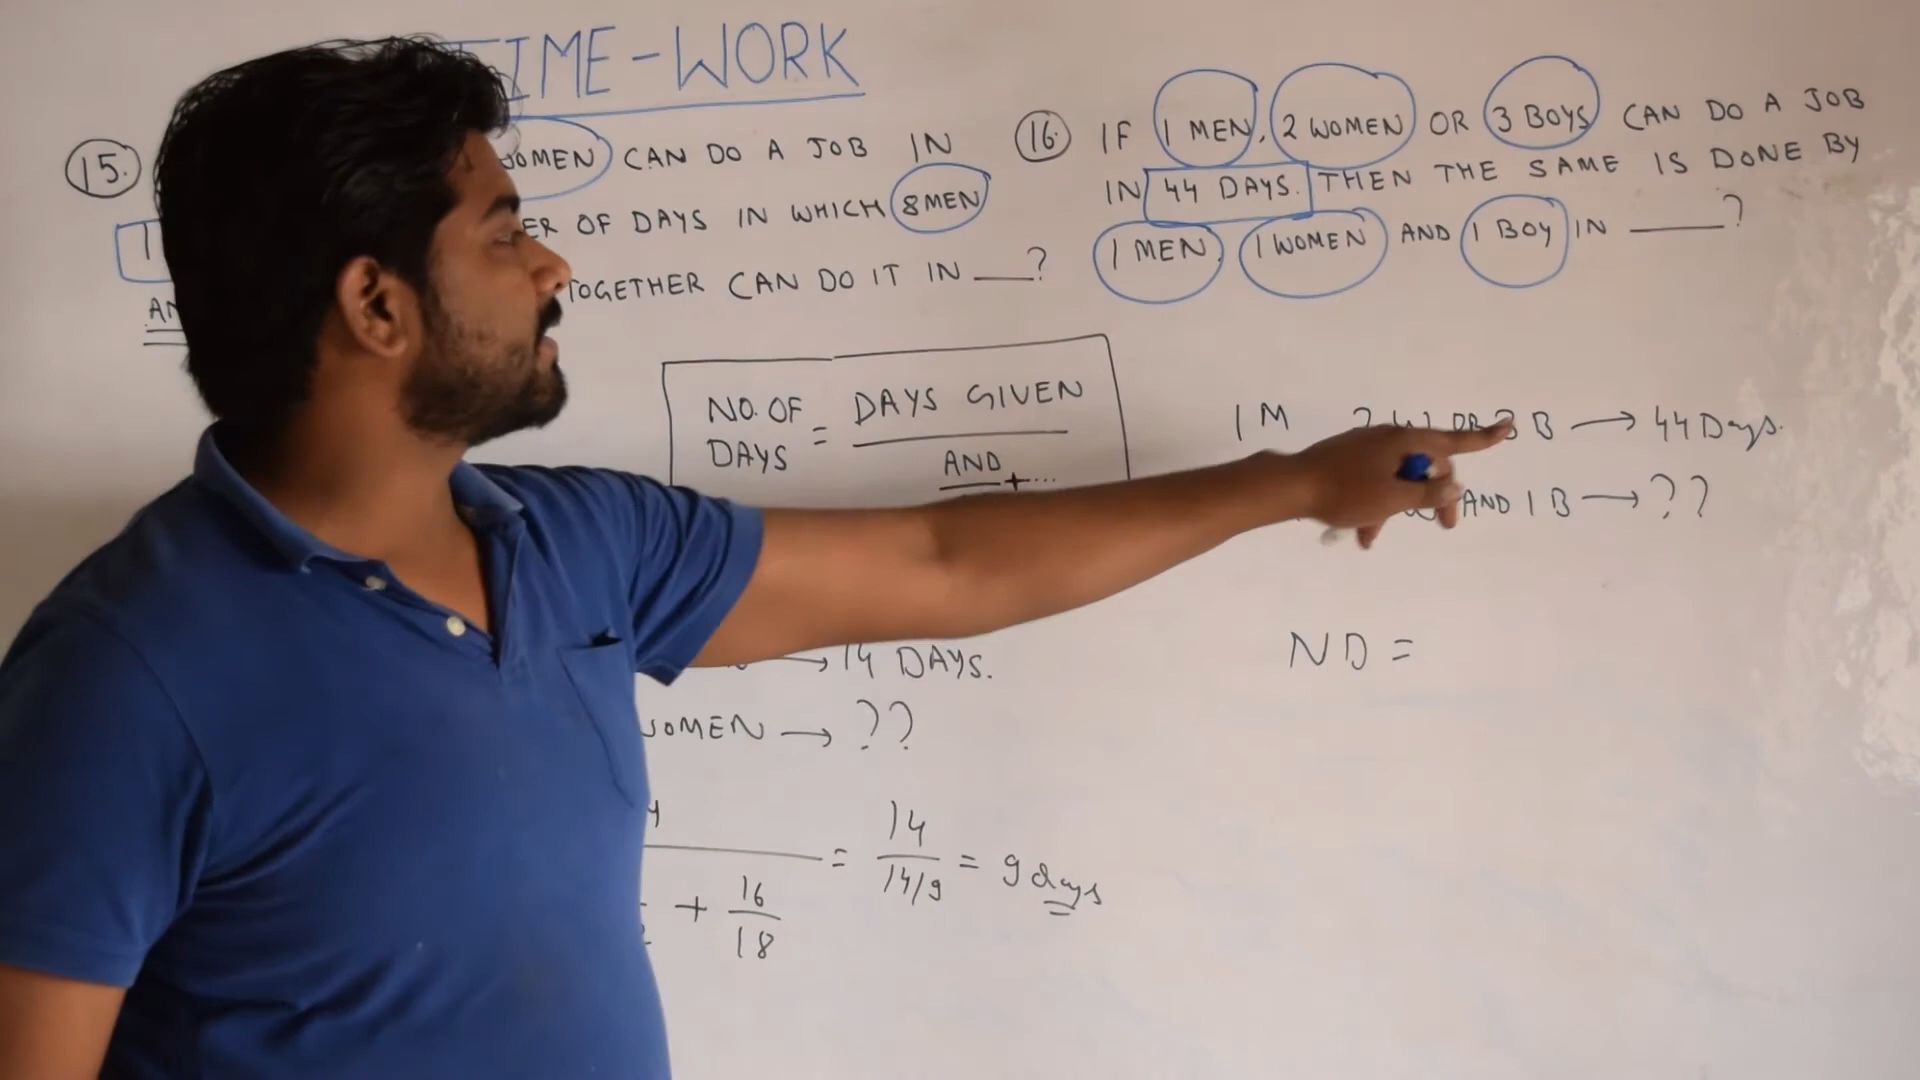 TIME-WORK
15. WOMEN CAN DO A JOB IN
OF DAYS IN WHICH 8MEN
TOGETHER CAN DO IT IN ___?
16. IF 1 MEN, 2 WOMEN OR 3 BOYS CAN DO A JOB
IN 44 DAYS. THEN THE SAME IS DONE BY
1 MEN, 1 WOMEN AND 1 BOY IN ____?
NO. OF DAYS = DAYS GIVEN
AND + ...
→ 14 DAYS.
WOMEN → ??
= 14 / 14/9 = 9 days
+ 16 / 18
1 M 2 W OR 3 B → 44 Days.
AND 1 B → ??
ND =